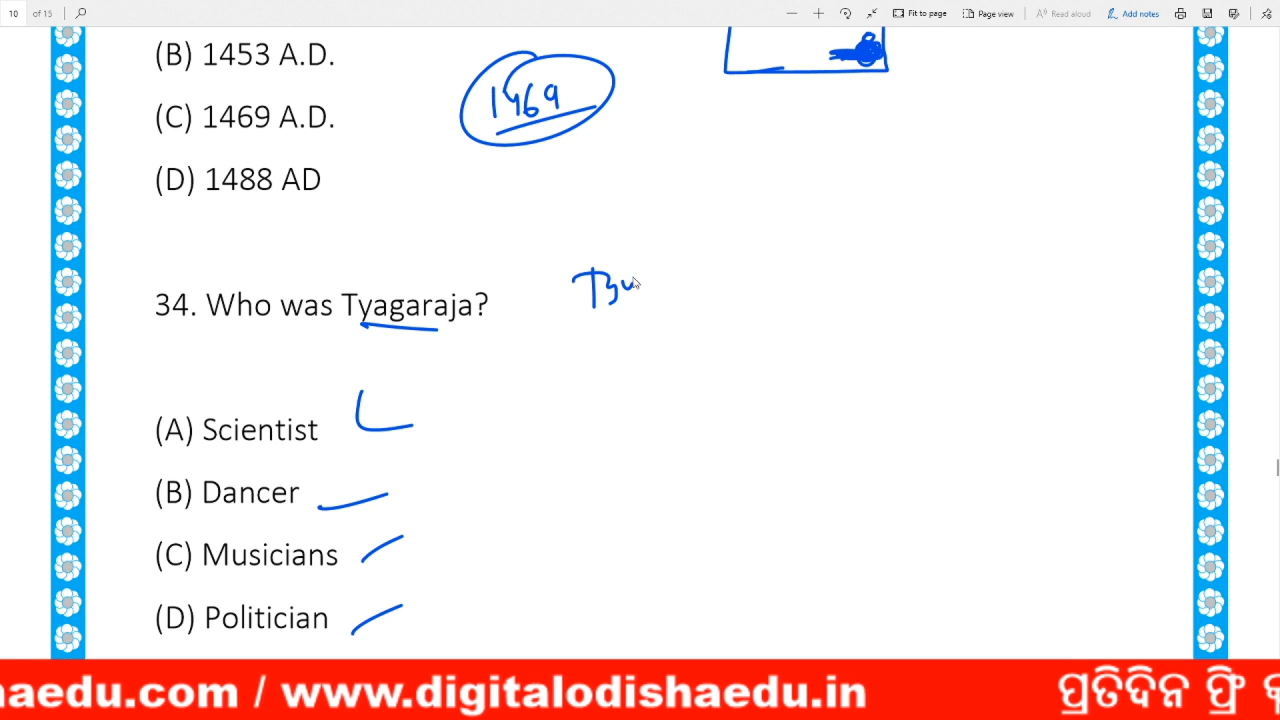 10 of 15 Fit to page Page view Read aloud Add notes
(B) 1453 A.D.
1469
(C) 1469 A.D.
(D) 1488 AD
34. Who was Tyagaraja?
(A) Scientist
(B) Dancer
(C) Musicians
(D) Politician
haedu.com / www.digitalodishaedu.in ପ୍ରତିଦିନ ଫ୍ରି